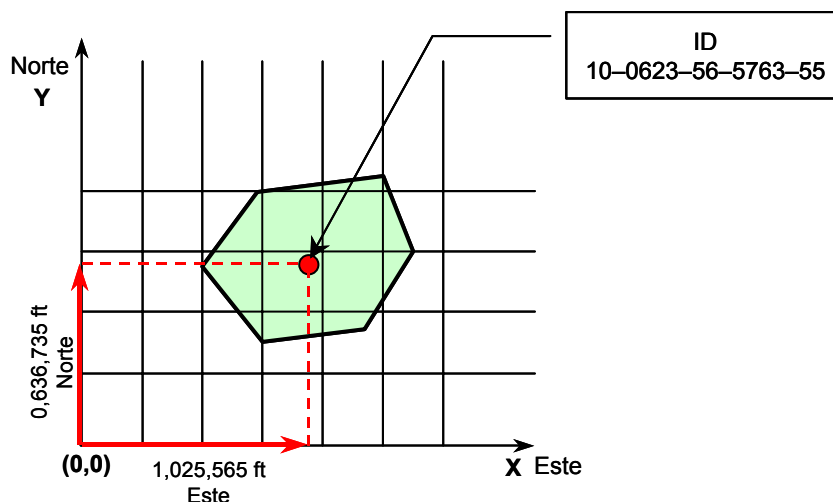 ID
10–0623–56–5763–55
Norte
Y
0,636,735 ft
Norte
(0,0)
1,025,565 ft
Este
X Este